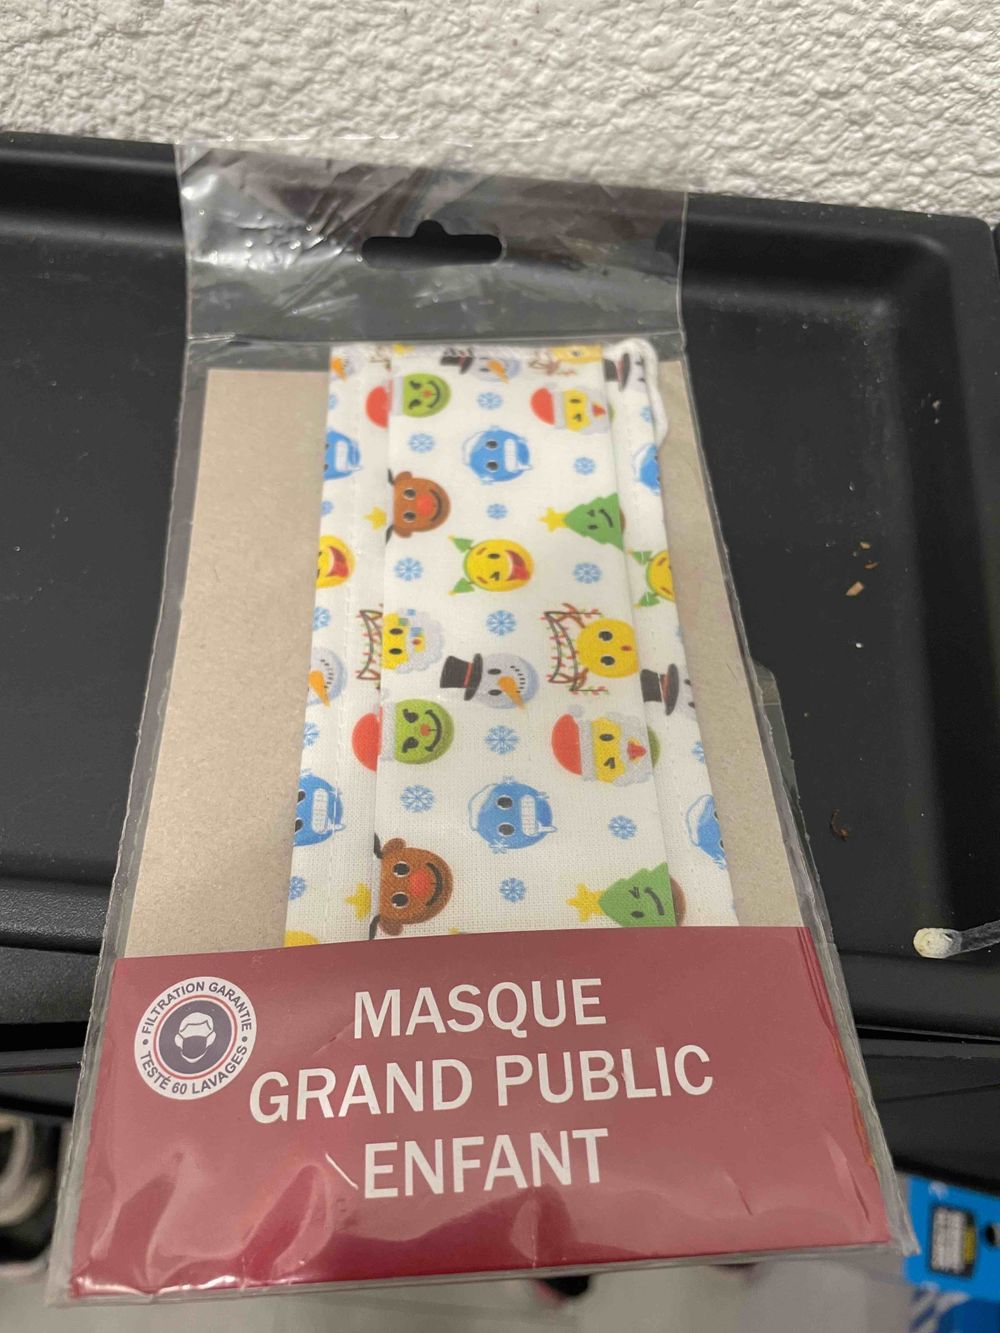 FILTRATION GARANTIE
TESTÉ 60 LAVAGES
MASQUE
GRAND PUBLIC
ENFANT